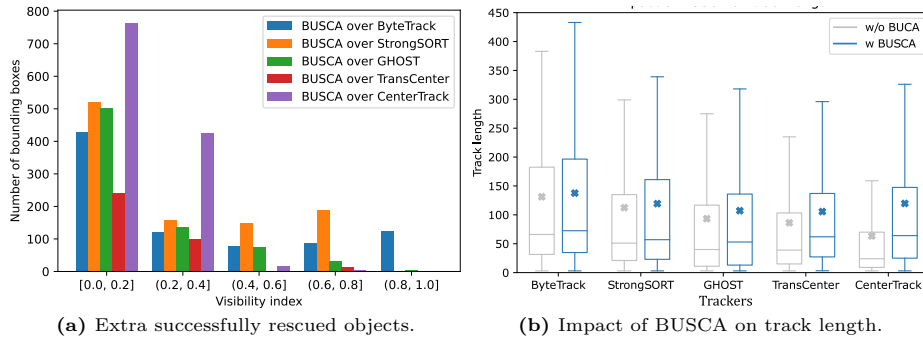 800
700
600
500
400
300
200
100
0
Number of bounding boxes
BUSCA over ByteTrack
BUSCA over StrongSORT
BUSCA over GHOST
BUSCA over TransCenter
BUSCA over CenterTrack
[0.0, 0.2] (0.2, 0.4] (0.4, 0.6] (0.6, 0.8] (0.8, 1.0]
Visibility index
(a) Extra successfully rescued objects.
450
400
350
300
250
200
150
100
50
0
Track length
w/o BUCA
w BUSCA
ByteTrack StrongSORT GHOST TransCenter CenterTrack
Trackers
(b) Impact of BUSCA on track length.